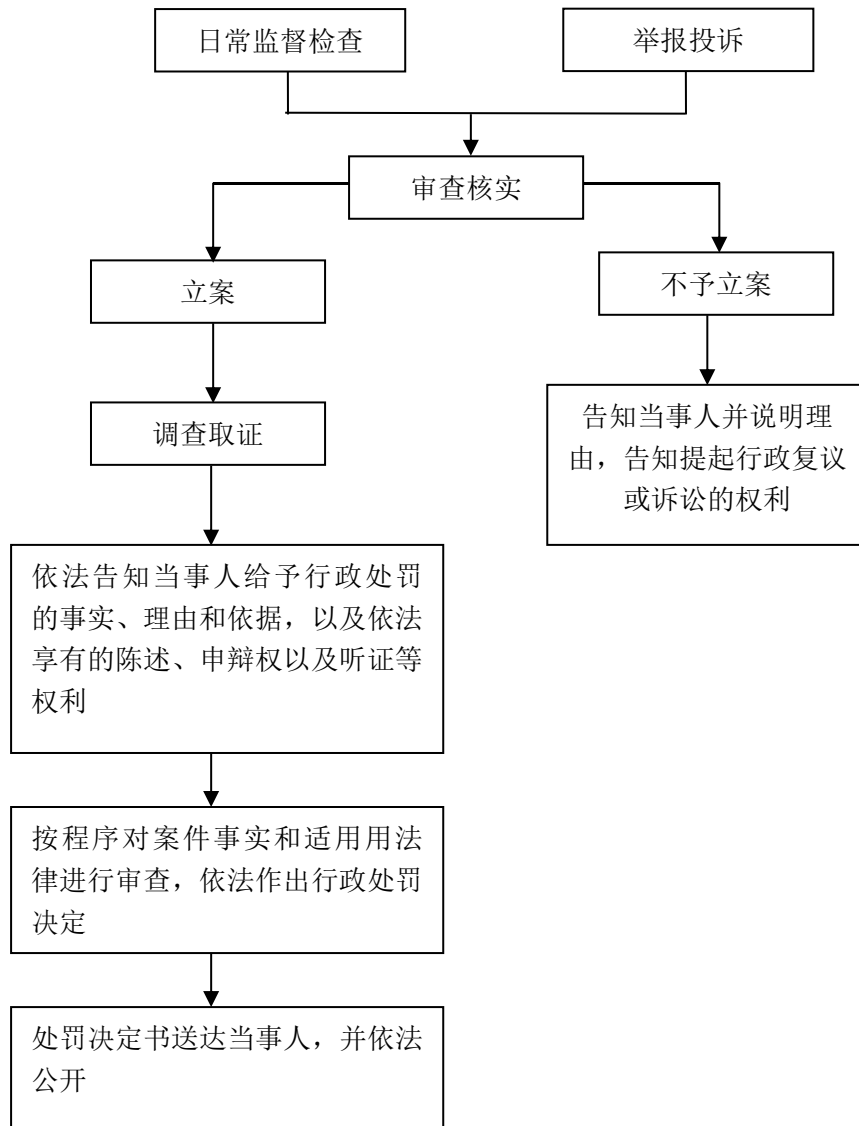 日常监督检查
举报投诉
审查核实
立案
不予立案
调查取证
告知当事人并说明理
由，告知提起行政复议
或诉讼的权利
依法告知当事人给予行政处罚
的事实、理由和依据，以及依法
享有的陈述、申辩权以及听证等
权利
按程序对案件事实和适用用法
律进行审查，依法作出行政处罚
决定
处罚决定书送达当事人，并依法
公开